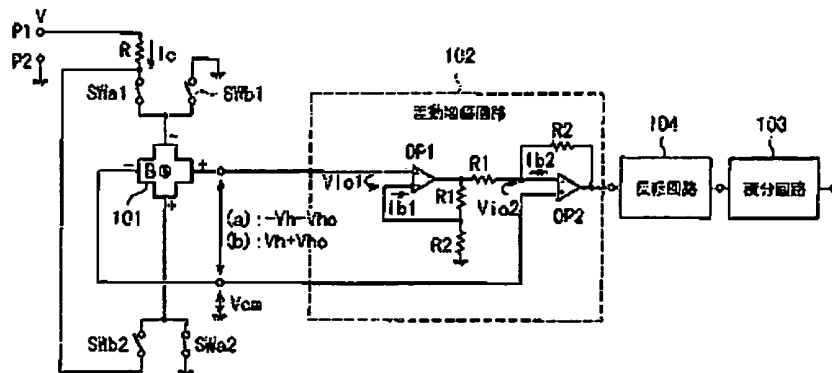 P1
V
P2
R
Ic
SWa1
SWb1
102
差動増幅回路
OP1
R1
R2
Ib2
104
103
Vio1
Ib1
R1
R2
Vio2
OP2
反転回路
積分回路
-
-
B
+
+
101
(a):-Vh-Vho
(b):Vh+Vho
Vcm
SWb2
SWa2